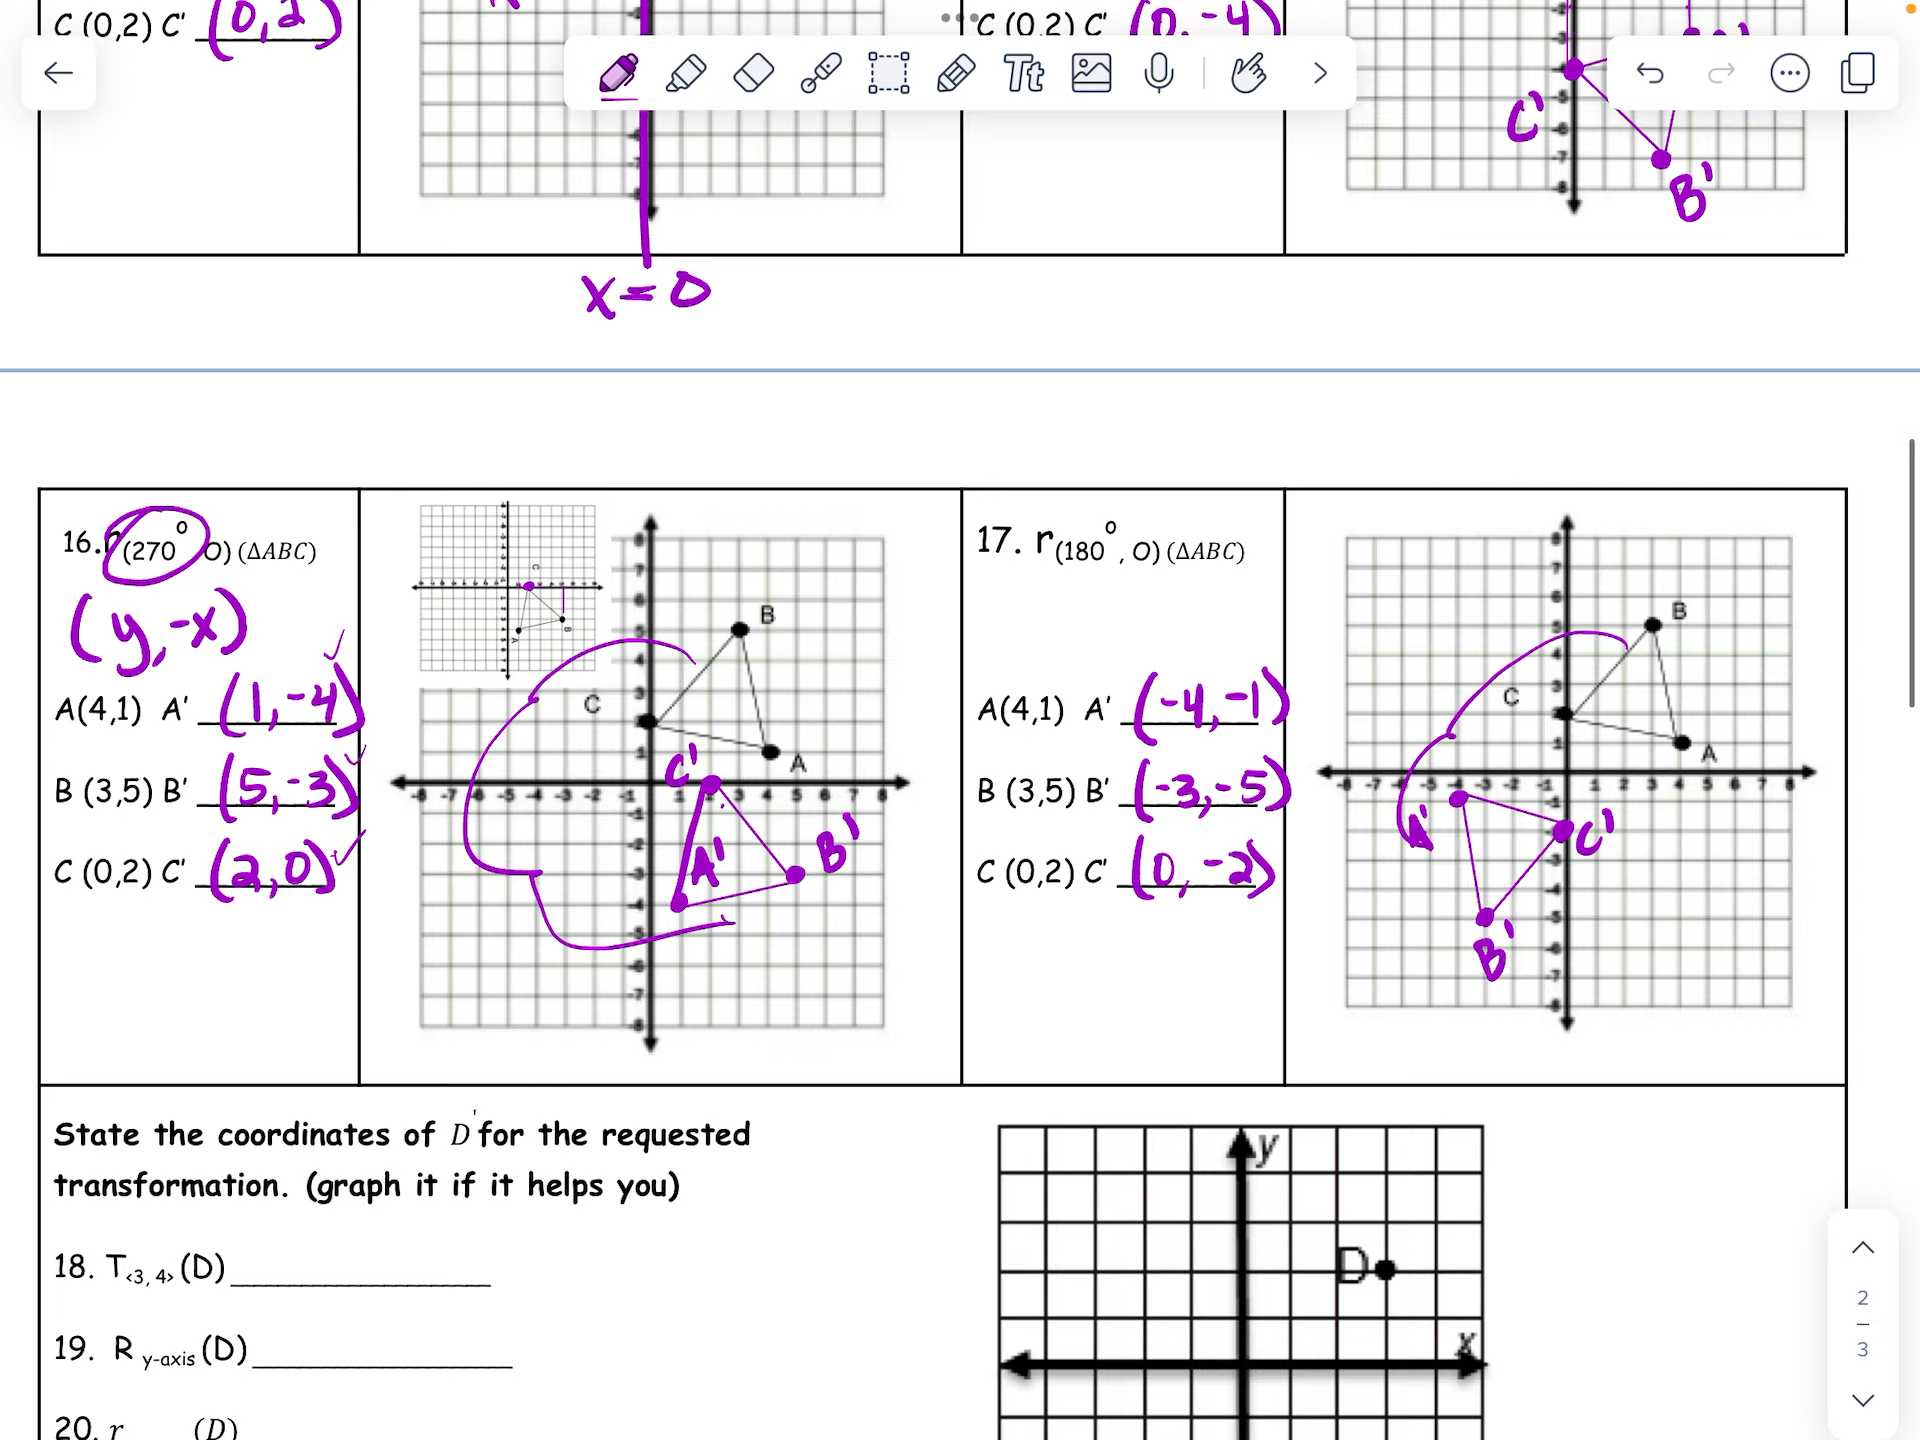 C (0,2) C' (0,2)
x = 0
C (0,2) C' (0,-4)
C'
B'
Tt
16. r(270°, O) (ΔABC)
(y,-x)
A(4,1) A' (1,-4)
B (3,5) B' (5,-3)
C (0,2) C' (2,0)
B
C
A
C'
A'
B'
17. r(180°, O) (ΔABC)
A(4,1) A' (-4,-1)
B (3,5) B' (-3,-5)
C (0,2) C' (0,-2)
B
C
A
A'
C'
B'
State the coordinates of D' for the requested
transformation. (graph it if it helps you)
18. T<3, 4> (D)
19. R y-axis (D)
20. r (D)
y
D
x
2
3